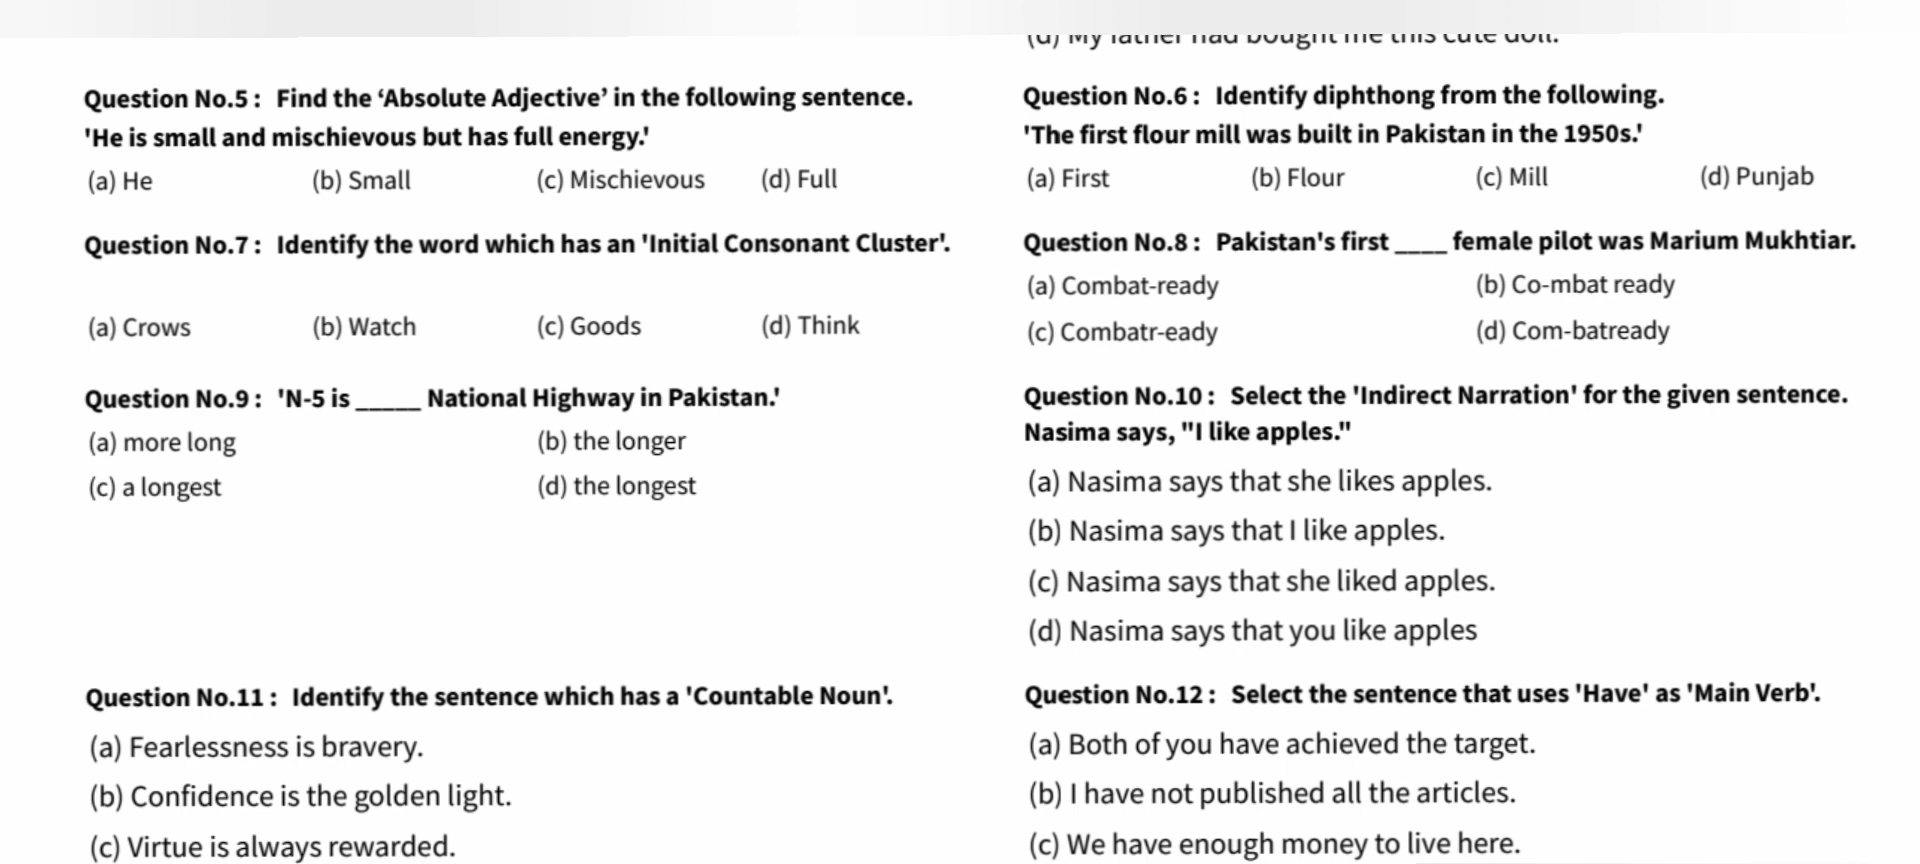 (d) My father had bought me this cute doll.
Question No.5 : Find the ‘Absolute Adjective’ in the following sentence.
'He is small and mischievous but has full energy.'
(a) He (b) Small (c) Mischievous (d) Full
Question No.6 : Identify diphthong from the following.
'The first flour mill was built in Pakistan in the 1950s.'
(a) First (b) Flour (c) Mill (d) Punjab
Question No.7 : Identify the word which has an 'Initial Consonant Cluster'.
(a) Crows (b) Watch (c) Goods (d) Think
Question No.8 : Pakistan's first ____ female pilot was Marium Mukhtiar.
(a) Combat-ready (b) Co-mbat ready
(c) Combatr-eady (d) Com-batready
Question No.9 : 'N-5 is _____ National Highway in Pakistan.'
(a) more long (b) the longer
(c) a longest (d) the longest
Question No.10 : Select the 'Indirect Narration' for the given sentence.
Nasima says, "I like apples."
(a) Nasima says that she likes apples.
(b) Nasima says that I like apples.
(c) Nasima says that she liked apples.
(d) Nasima says that you like apples
Question No.11 : Identify the sentence which has a 'Countable Noun'.
(a) Fearlessness is bravery.
(b) Confidence is the golden light.
(c) Virtue is always rewarded.
Question No.12 : Select the sentence that uses 'Have' as 'Main Verb'.
(a) Both of you have achieved the target.
(b) I have not published all the articles.
(c) We have enough money to live here.